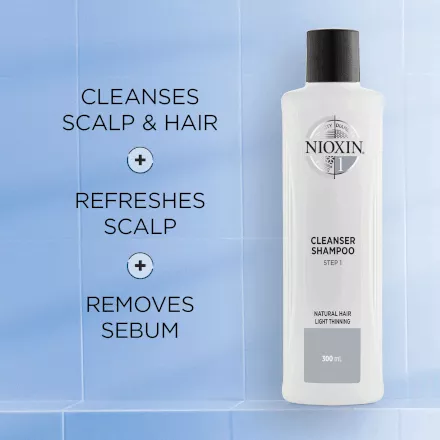 CLEANSES
SCALP & HAIR
+
REFRESHES
SCALP
+
REMOVES
SEBUM
NIOXIN
1
CLEANSER
SHAMPOO
STEP 1
NATURAL HAIR
LIGHT THINNING
300 mL